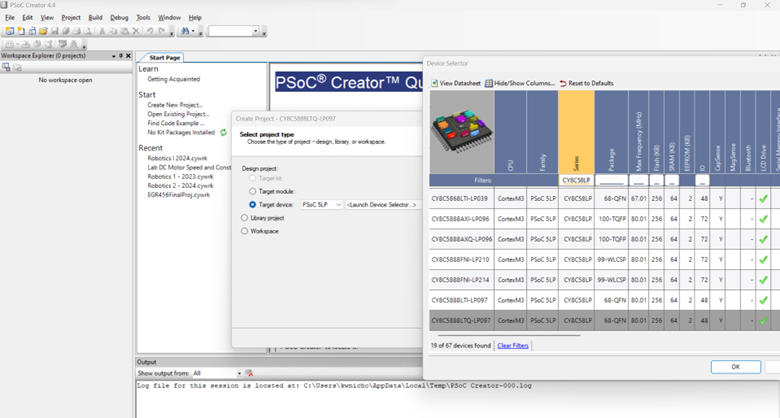 PSoC Creator 4.4
File Edit View Project Build Debug Tools Window Help
Workspace Explorer (0 projects)
No workspace open
Start Page
Learn
Getting Acquainted
Start
Create New Project...
Open Existing Project...
Find Code Example ...
No Kit Packages Installed
Recent
Robotics I 2024.cywrk
Lab DC Motor Speed and Const
Robotics 1 - 2023.cywrk
Robotics 2 - 2024.cywrk
EGR456FinalProj.cywrk
PSoC® Creator™ Qu
Create Project - CY8C5888LTQ-LP097
Select project type
Choose the type of project - design, library, or workspace.
Design project:
Target kit:
Target module:
Target device: PSoC 5LP <Launch Device Selector...>
Library project
Workspace
Device Selector
View Datasheet Hide/Show Columns... Reset to Defaults
CPU Family Series Package Max Frequency (MHz) Flash (KB) SRAM (KB) EEPROM (KB) IO CapSense MagSense Bluetooth LCD Drive Serial Memory Interface
Filters: CY8C58LP
CY8C5868LTI-LP039 CortexM3 PSoC 5LP CY8C58LP 68-QFN 67.01 256 64 2 48 Y - -
CY8C5888AXI-LP096 CortexM3 PSoC 5LP CY8C58LP 100-TQFP 80.01 256 64 2 72 Y - -
CY8C5888AXQ-LP096 CortexM3 PSoC 5LP CY8C58LP 100-TQFP 80.01 256 64 2 72 Y - -
CY8C5888FNI-LP210 CortexM3 PSoC 5LP CY8C58LP 99-WLCSP 80.01 256 64 2 72 Y - -
CY8C5888FNI-LP214 CortexM3 PSoC 5LP CY8C58LP 99-WLCSP 80.01 256 64 2 72 Y - -
CY8C5888LTI-LP097 CortexM3 PSoC 5LP CY8C58LP 68-QFN 80.01 256 64 2 48 Y - -
CY8C5888LTQ-LP097 CortexM3 PSoC 5LP CY8C58LP 68-QFN 80.01 256 64 2 48 Y - -
19 of 67 devices found Clear Filters
OK
Output
Show output from: All
Log file for this session is located at: C:\Users\kwnicho\AppData\Local\Temp\PSoC Creator-000.log